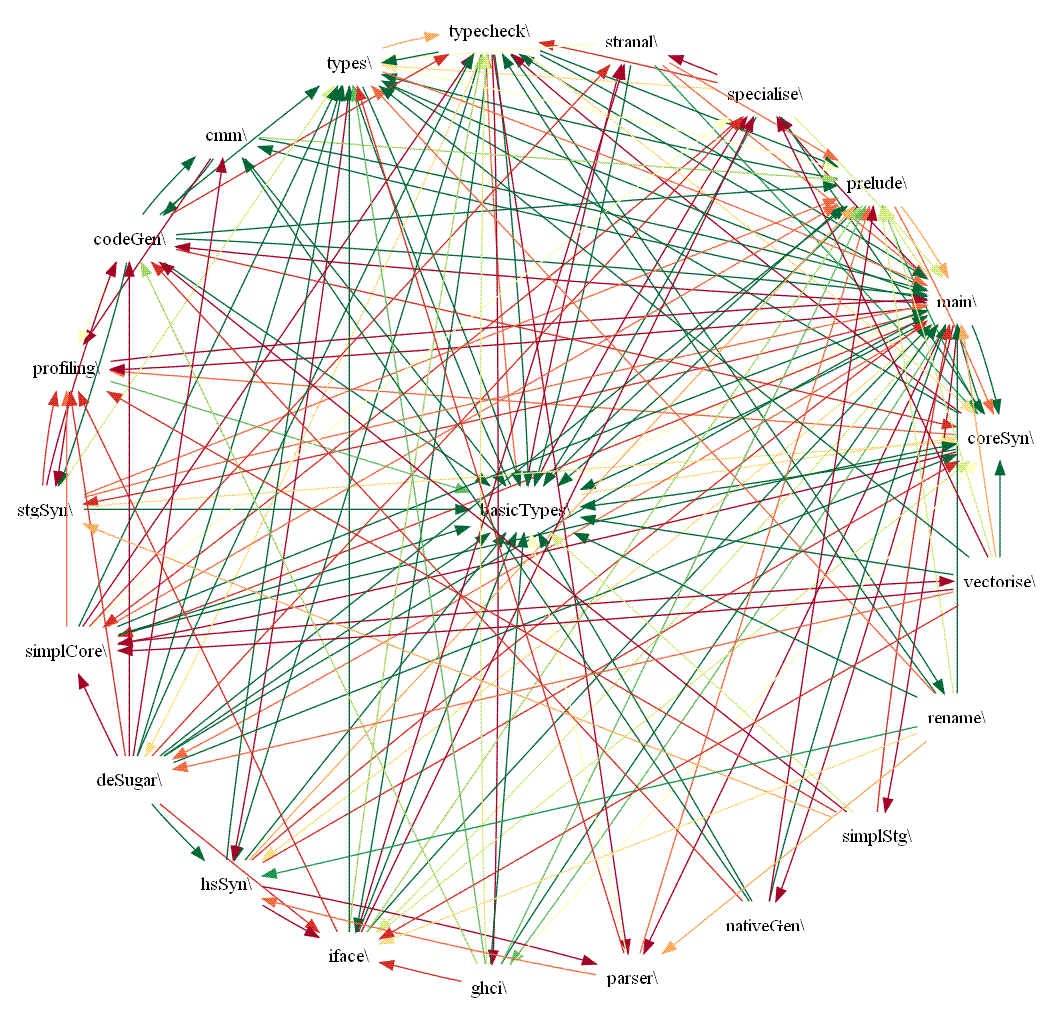 typecheck\
stranal\
types\
specialise\
cmm\
prelude\
codeGen\
main\
profiling\
coreSyn\
stgSyn\
basicTypes\
vectorise\
simplCore\
rename\
deSugar\
simplStg\
hsSyn\
nativeGen\
iface\
parser\
ghci\